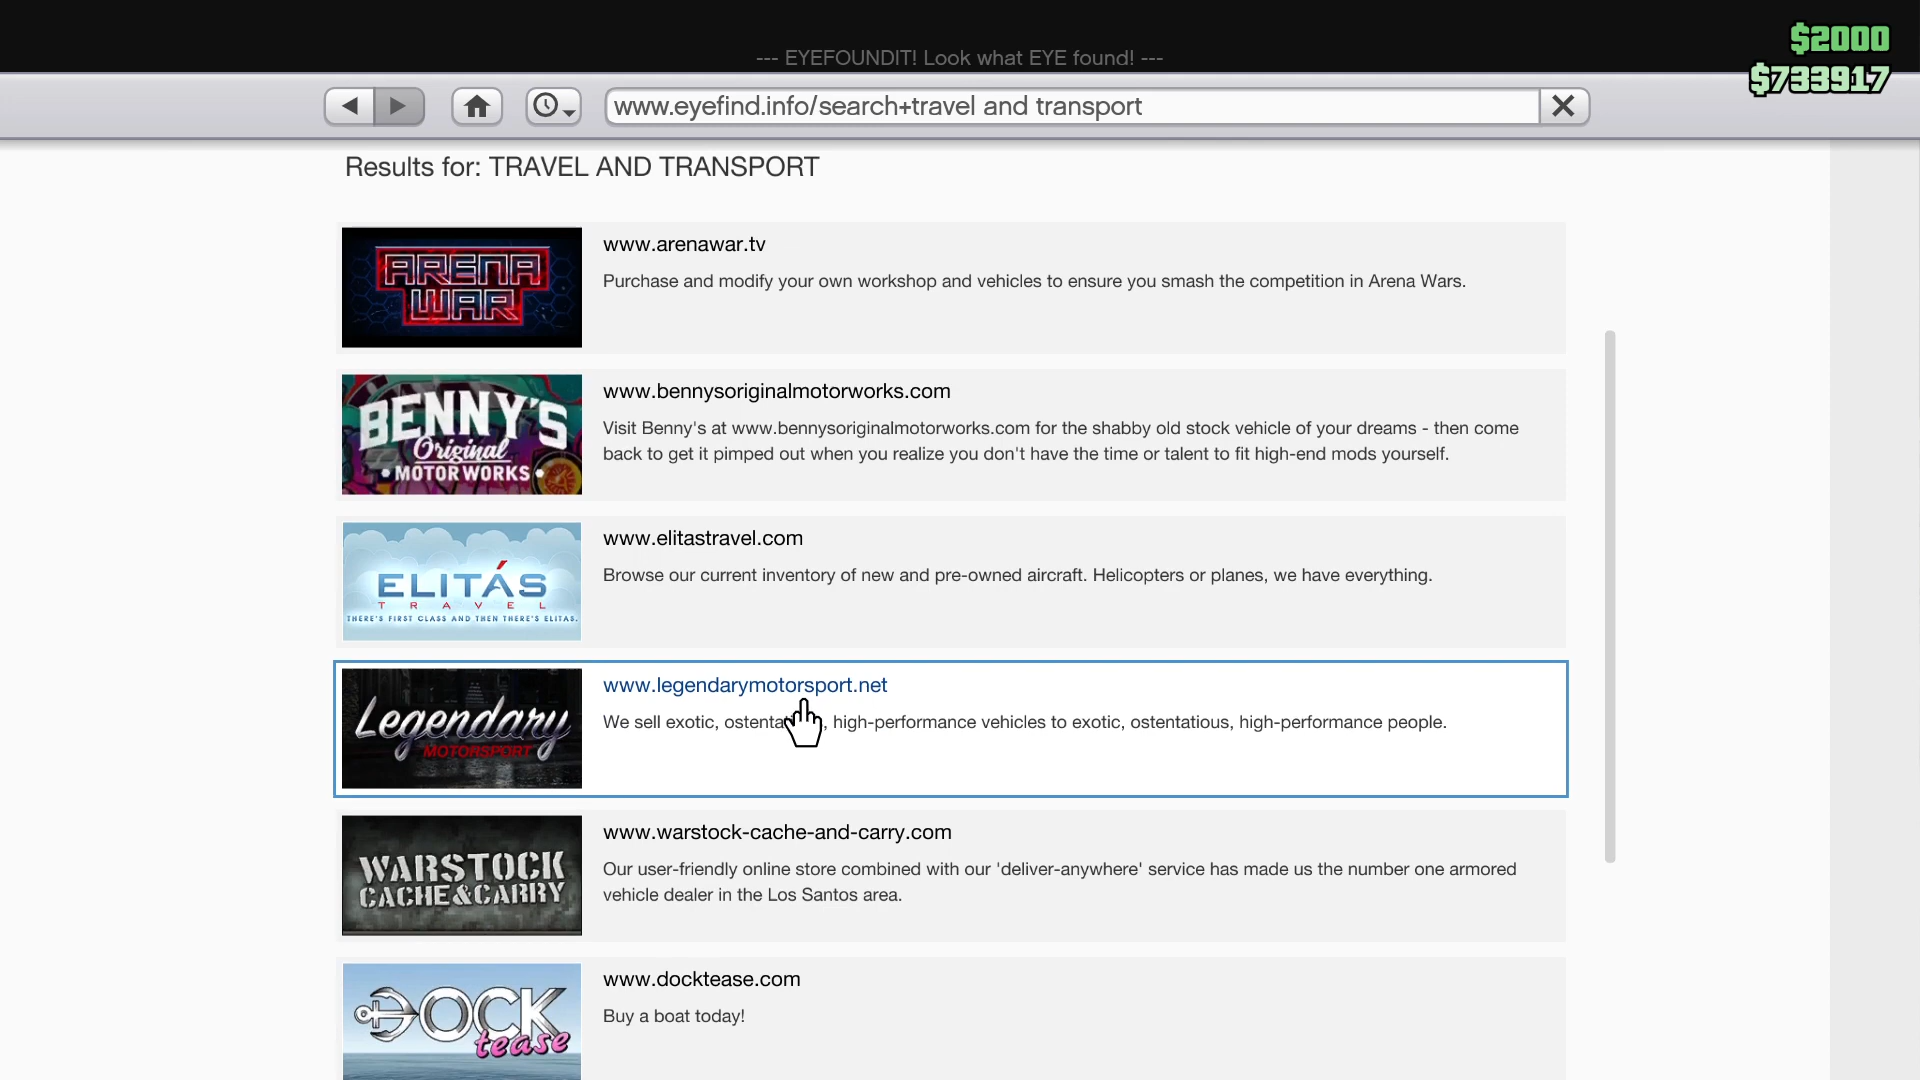 $2000
--- EYEFOUNDIT! Look what EYE found! ---
$733917
www.eyefind.info/search+travel and transport
Results for: TRAVEL AND TRANSPORT
ARENA
WAR
www.arenawar.tv
Purchase and modify your own workshop and vehicles to ensure you smash the competition in Arena Wars.
BENNY'S
Original
MOTOR WORKS
www.bennysoriginalmotorworks.com
Visit Benny's at www.bennysoriginalmotorworks.com for the shabby old stock vehicle of your dreams - then come
back to get it pimped out when you realize you don't have the time or talent to fit high-end mods yourself.
ELITÁS
TRAVEL
THERE'S FIRST CLASS AND THEN THERE'S ELITAS.
www.elitastravel.com
Browse our current inventory of new and pre-owned aircraft. Helicopters or planes, we have everything.
Legendary
MOTORSPORT
www.legendarymotorsport.net
We sell exotic, ostenta , high-performance vehicles to exotic, ostentatious, high-performance people.
WARSTOCK
CACHE & CARRY
www.warstock-cache-and-carry.com
Our user-friendly online store combined with our 'deliver-anywhere' service has made us the number one armored
vehicle dealer in the Los Santos area.
DOCK
tease
www.docktease.com
Buy a boat today!